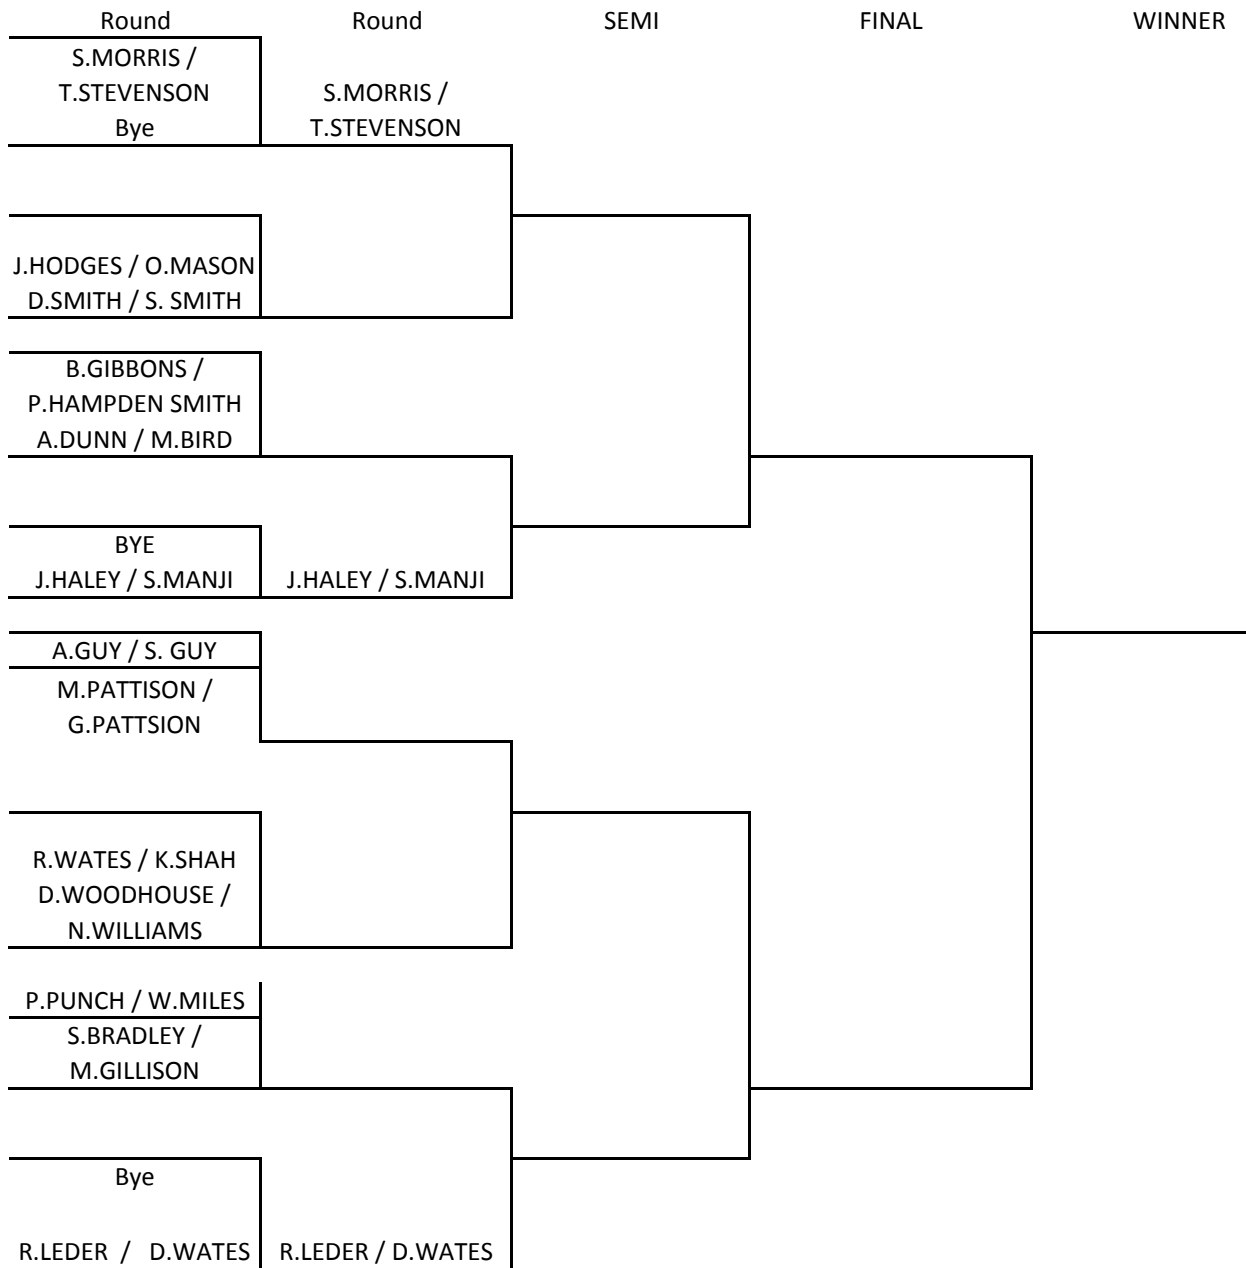 Round Round SEMI FINAL WINNER
S.MORRIS /
T.STEVENSON
Bye
S.MORRIS /
T.STEVENSON
J.HODGES / O.MASON
D.SMITH / S. SMITH
B.GIBBONS /
P.HAMPDEN SMITH
A.DUNN / M.BIRD
BYE
J.HALEY / S.MANJI
J.HALEY / S.MANJI
A.GUY / S. GUY
M.PATTISON /
G.PATTSION
R.WATES / K.SHAH
D.WOODHOUSE /
N.WILLIAMS
P.PUNCH / W.MILES
S.BRADLEY /
M.GILLISON
Bye
R.LEDER / D.WATES
R.LEDER / D.WATES